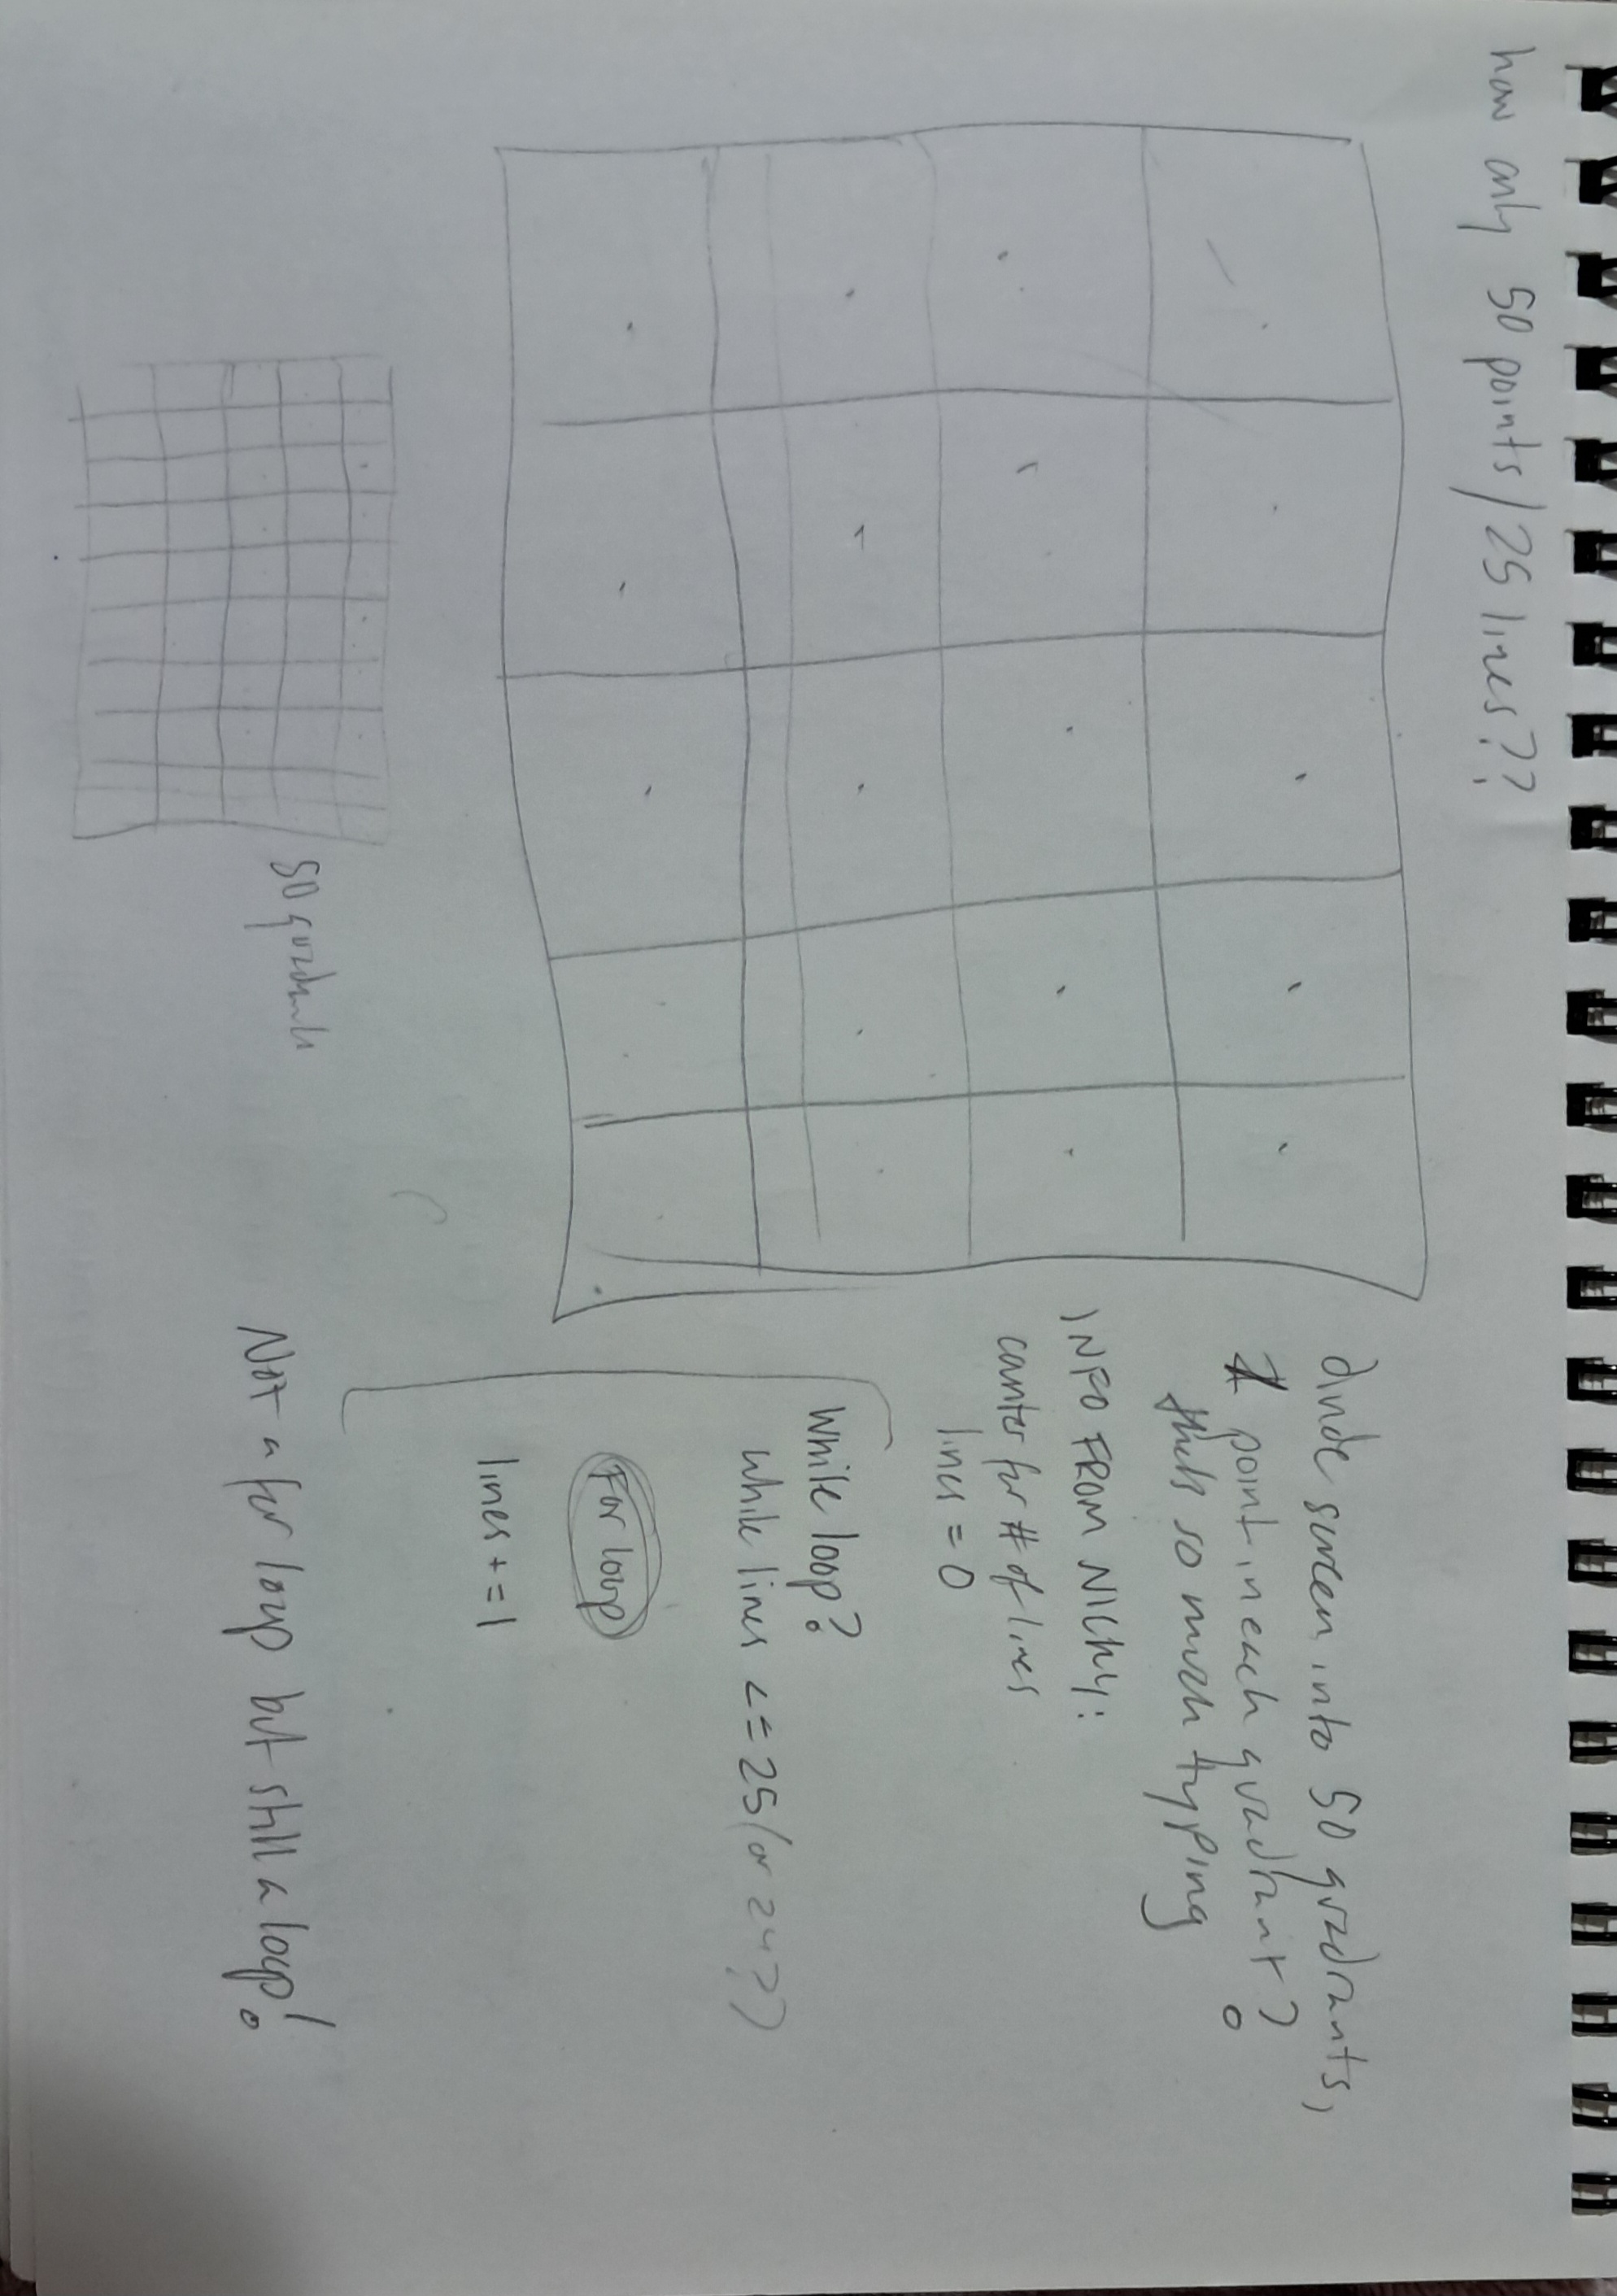 how only 50 points/25 lines??
divide screen into 50 quadrants,
1 point in each quadrant?
thats so much typing
INFO FROM NICHY:
counter for # of lines
lines = 0
while loop?
while lines <= 25 (or 24?)
For loop
lines += 1
Not a for loop but still a loop!
50 quadrants